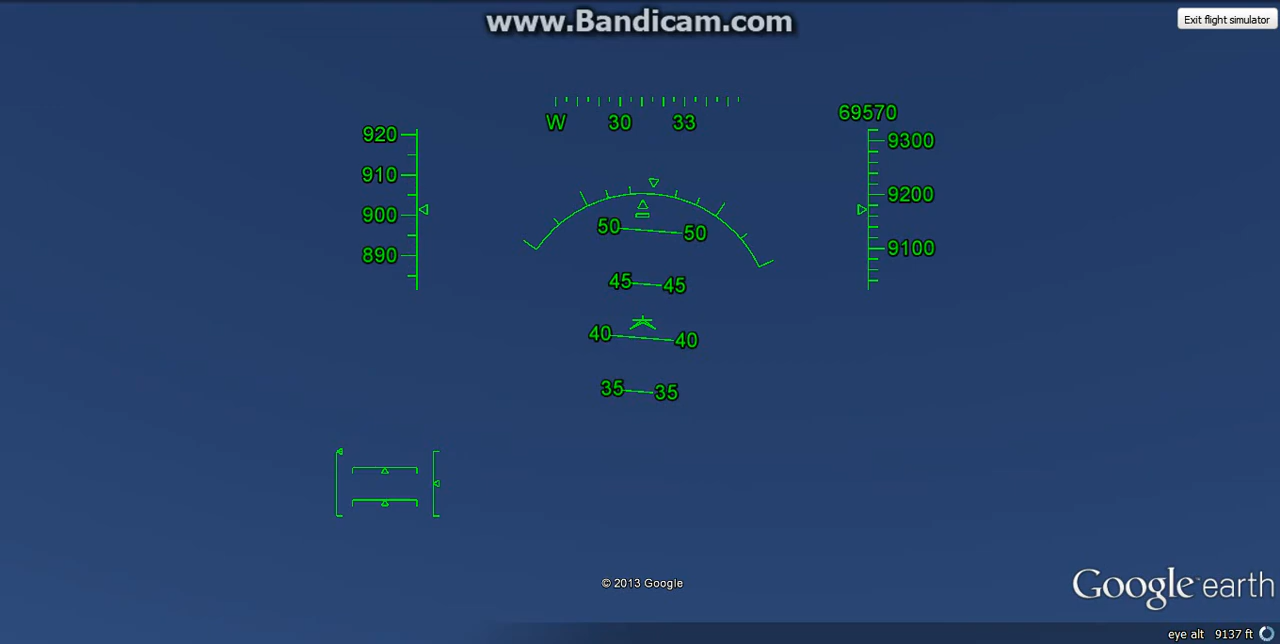 www.Bandicam.com
Exit flight simulator
W 30 33
69570
920
910
900
890
9300
9200
9100
50 50
45 45
40 40
35 35
© 2013 Google
Google earth
eye alt 9137 ft